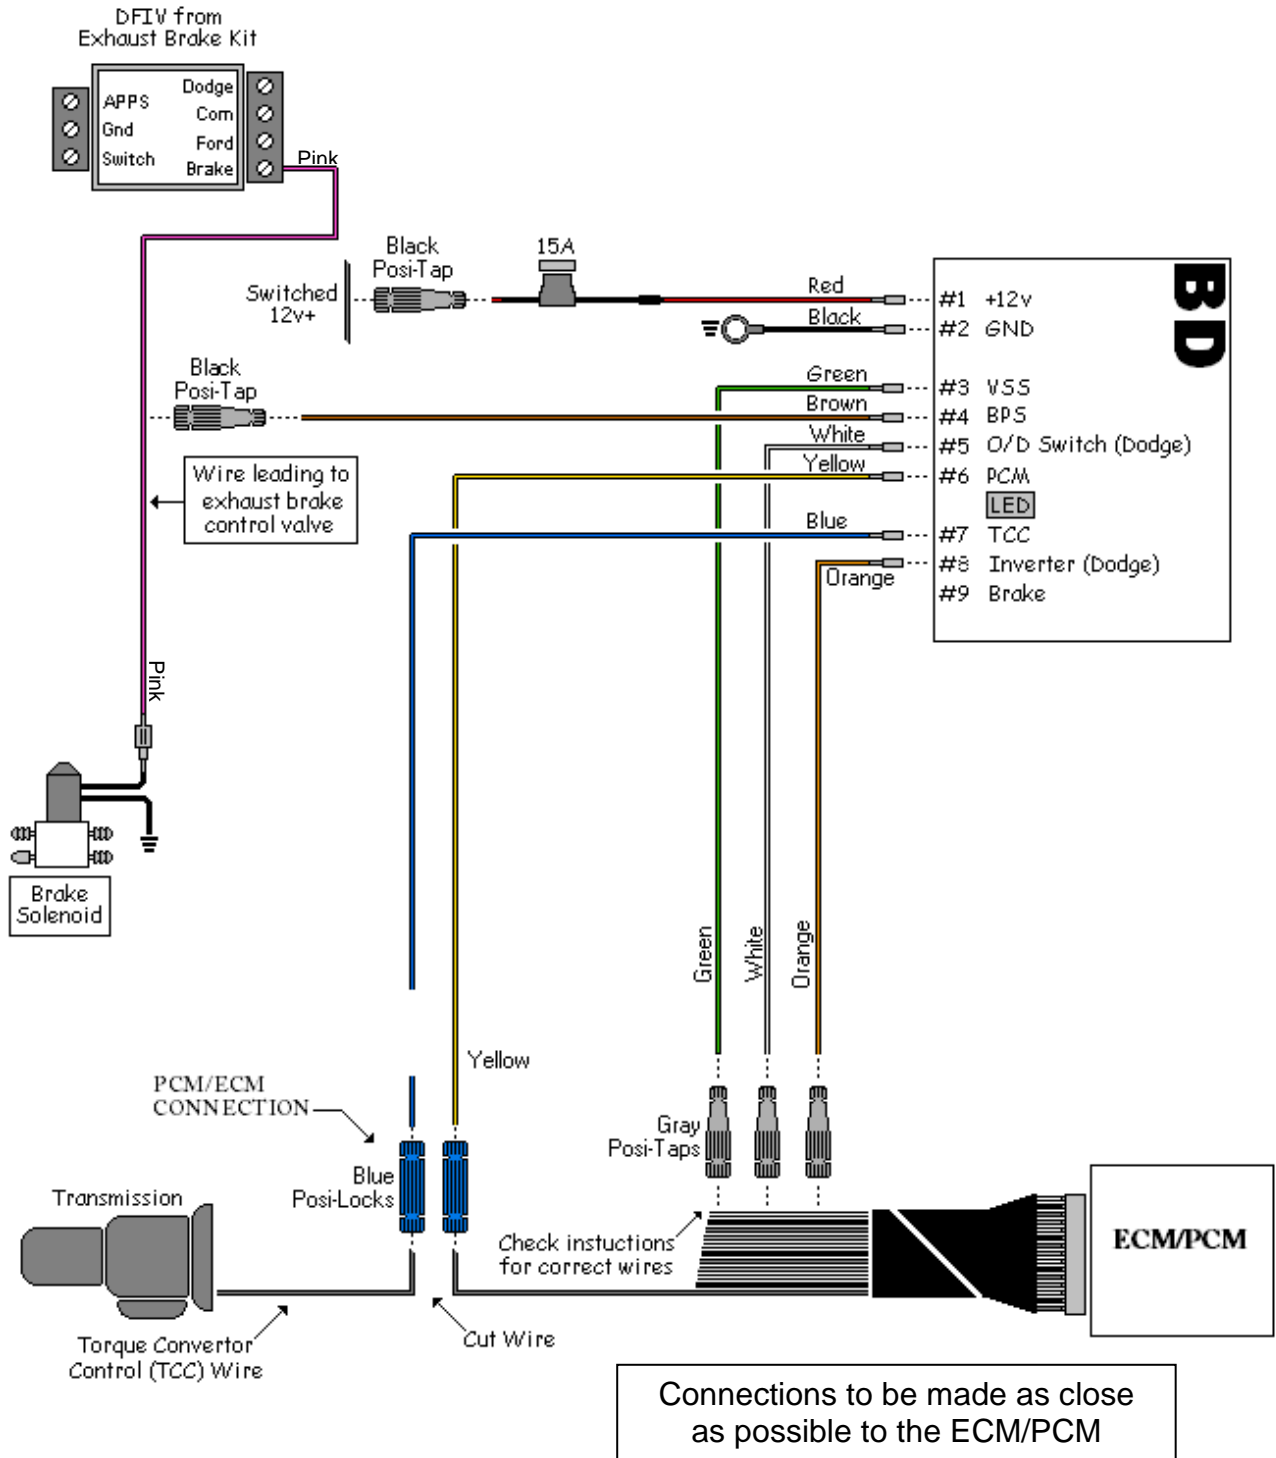 DFIV from
Exhaust Brake Kit
APPS
Gnd
Switch
Dodge
Com
Ford
Brake
Pink
Black
Posi-Tap
15A
Switched
12v+
Red
Black
#1 +12v
#2 GND
BD
Black
Posi-Tap
Green
Brown
White
Yellow
#3 VSS
#4 BPS
#5 O/D Switch (Dodge)
#6 PCM
LED
Wire leading to
exhaust brake
control valve
Blue
Orange
#7 TCC
#8 Inverter (Dodge)
#9 Brake
Pink
Brake
Solenoid
Green
White
Orange
Yellow
PCM/ECM
CONNECTION
Blue
Posi-Locks
Gray
Posi-Taps
Transmission
Check instuctions
for correct wires
ECM/PCM
Torque Convertor
Control (TCC) Wire
Cut Wire
Connections to be made as close
as possible to the ECM/PCM